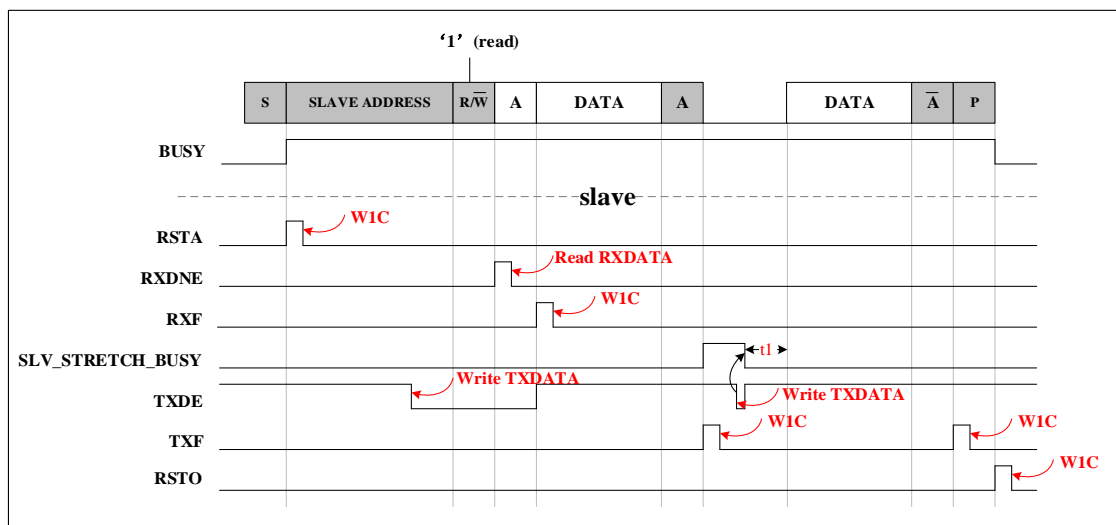 ‘1’ (read)
S SLAVE ADDRESS R/W̅ A DATA A DATA A̅ P
BUSY
slave
RSTA W1C
RXDNE Read RXDATA
RXF W1C
SLV_STRETCH_BUSY t1
TXDE Write TXDATA Write TXDATA
TXF W1C W1C
RSTO W1C